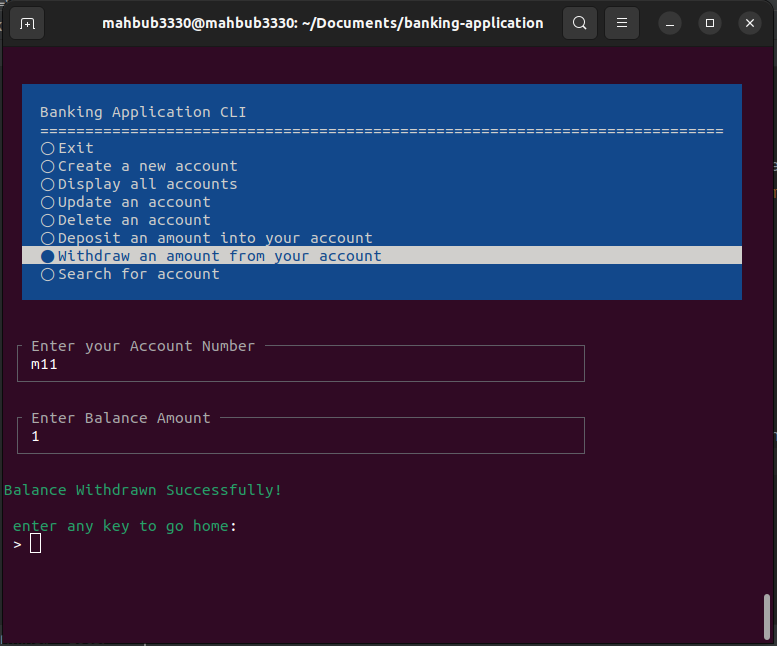 mahbub3330@mahbub3330: ~/Documents/banking-application
Banking Application CLI
============================================================================
Exit
Create a new account
Display all accounts
Update an account
Delete an account
Deposit an amount into your account
Withdraw an amount from your account
Search for account
Enter your Account Number
m11
Enter Balance Amount
1
Balance Withdrawn Successfully!
enter any key to go home:
>